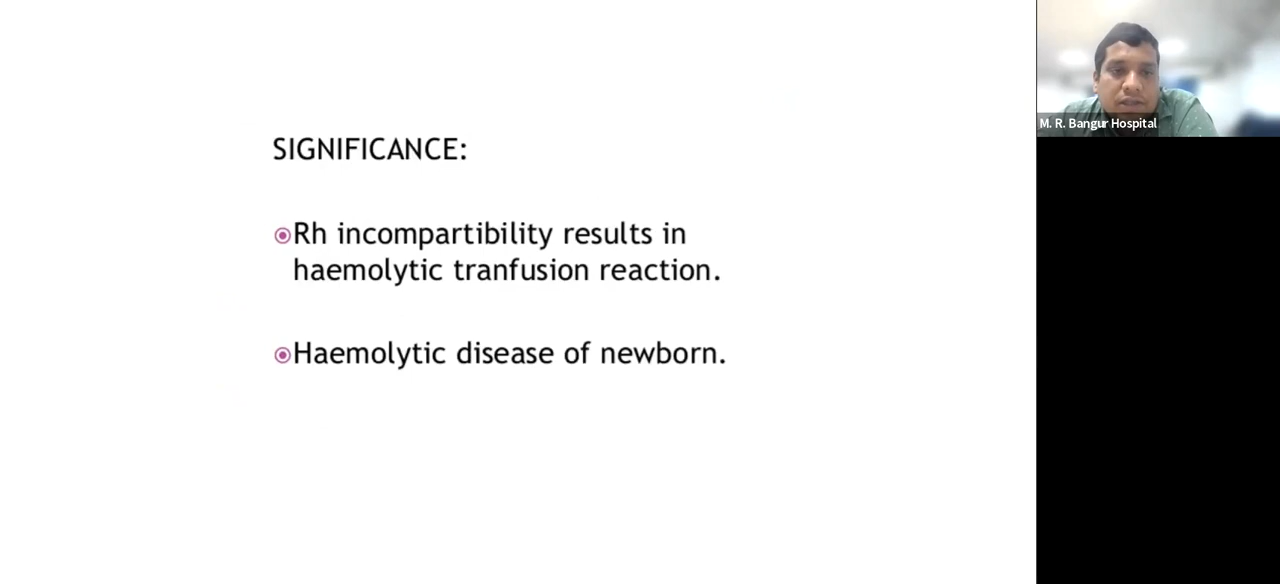 SIGNIFICANCE:
Rh incompartibility results in
haemolytic tranfusion reaction.
Haemolytic disease of newborn.
M. R. Bangur Hospital